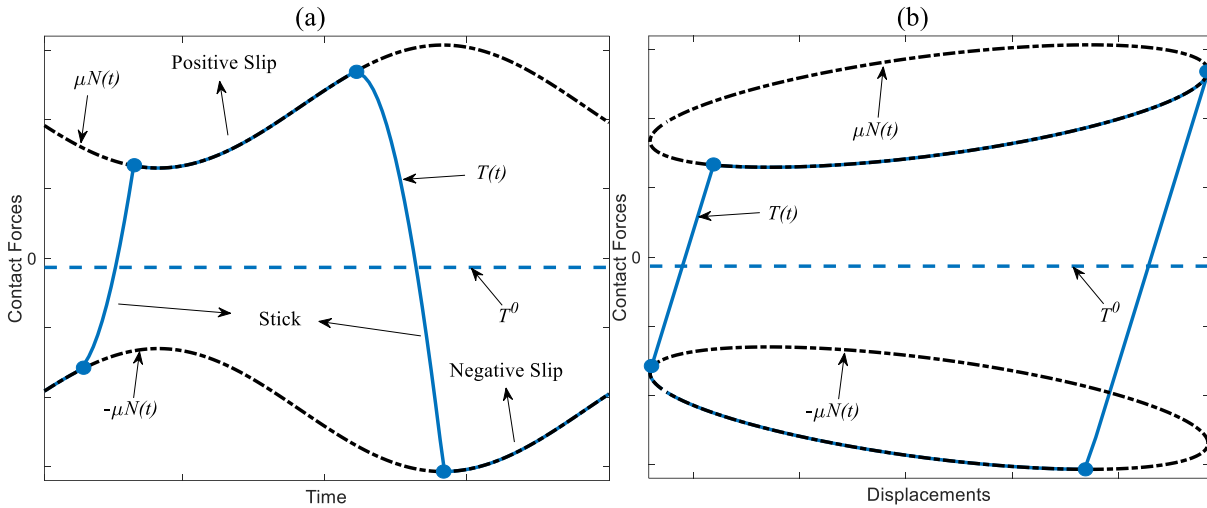 (a)
μN(t)
Positive Slip
T(t)
Contact Forces
0
T⁰
Stick
Negative Slip
-μN(t)
Time
(b)
μN(t)
T(t)
Contact Forces
0
T⁰
-μN(t)
Displacements